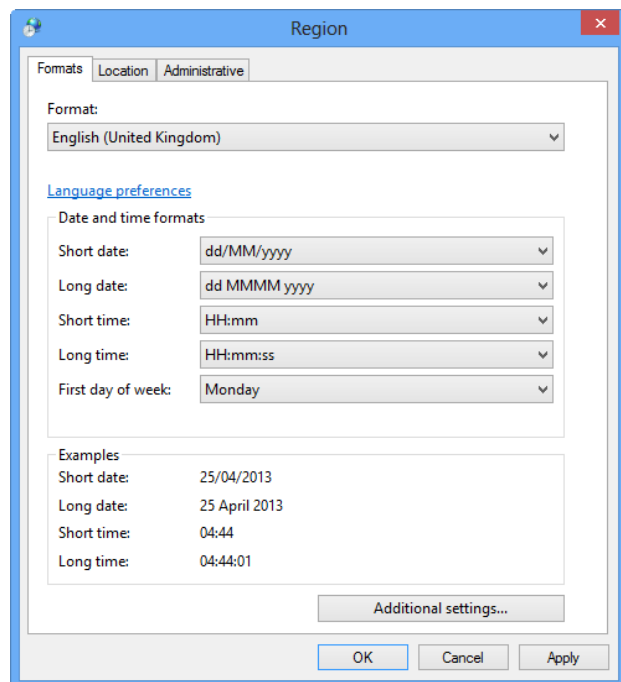 Region
Formats Location Administrative
Format:
English (United Kingdom)
Language preferences
Date and time formats
Short date: dd/MM/yyyy
Long date: dd MMMM yyyy
Short time: HH:mm
Long time: HH:mm:ss
First day of week: Monday
Examples
Short date: 25/04/2013
Long date: 25 April 2013
Short time: 04:44
Long time: 04:44:01
Additional settings...
OK Cancel Apply